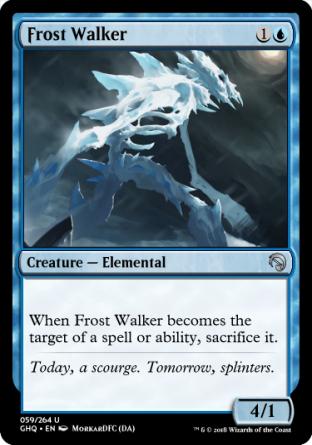 Frost Walker 1
Creature — Elemental
When Frost Walker becomes the
target of a spell or ability, sacrifice it.
Today, a scourge. Tomorrow, splinters.
4/1
059/264 U
GHQ • EN MorkarDFC (DA)
™ & © 2018 Wizards of the Coast